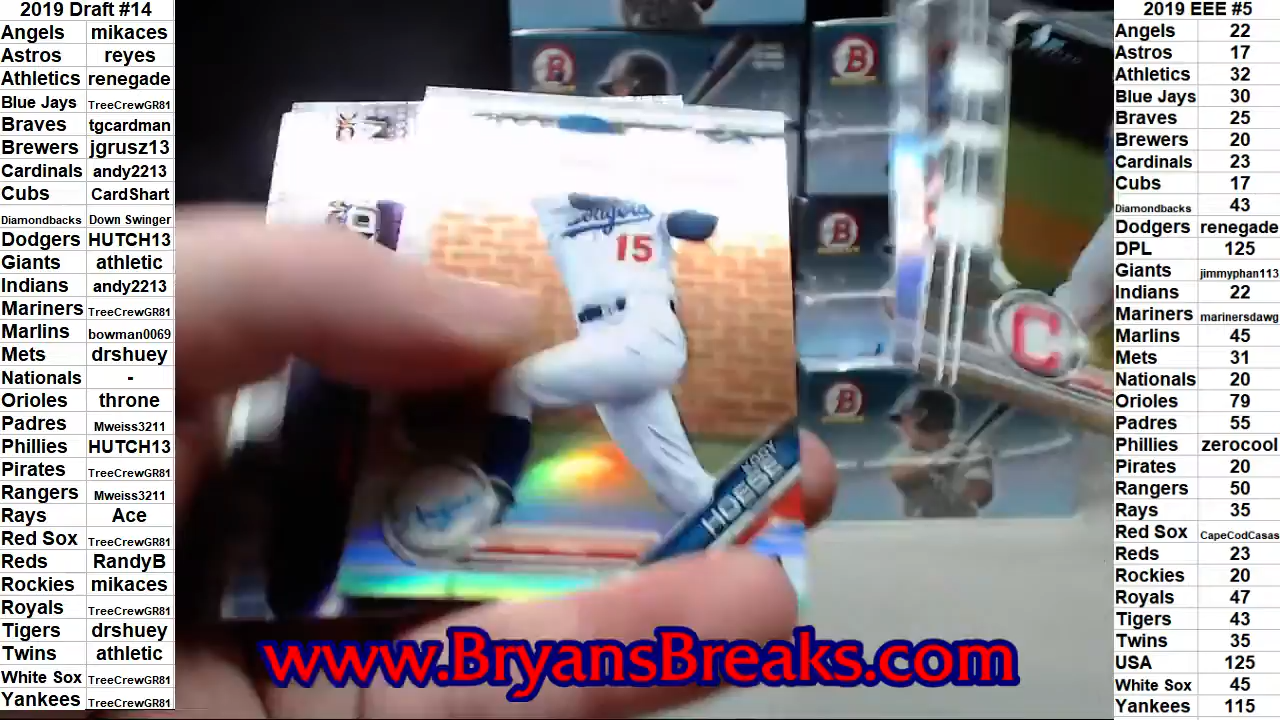 2019 Draft #14
Angels mikaces
Astros reyes
Athletics renegade
Blue Jays TreeCrewGR81
Braves tgcardman
Brewers jgrusz13
Cardinals andy2213
Cubs CardShart
Diamondbacks Down Swinger
Dodgers HUTCH13
Giants athletic
Indians andy2213
Mariners TreeCrewGR81
Marlins bowman0069
Mets drshuey
Nationals -
Orioles throne
Padres Mweiss3211
Phillies HUTCH13
Pirates TreeCrewGR81
Rangers Mweiss3211
Rays Ace
Red Sox TreeCrewGR81
Reds RandyB
Rockies mikaces
Royals TreeCrewGR81
Tigers drshuey
Twins athletic
White Sox TreeCrewGR81
Yankees TreeCrewGR81
B
B
B
B
C
Dodgers
15
KODY
HOESE
www.BryansBreaks.com
2019 EEE #5
Angels 22
Astros 17
Athletics 32
Blue Jays 30
Braves 25
Brewers 20
Cardinals 23
Cubs 17
Diamondbacks 43
Dodgers renegade
DPL 125
Giants jimmyphan113
Indians 22
Mariners marinersdawg
Marlins 45
Mets 31
Nationals 20
Orioles 79
Padres 55
Phillies zerocool
Pirates 20
Rangers 50
Rays 35
Red Sox CapeCodCasas
Reds 23
Rockies 20
Royals 47
Tigers 43
Twins 35
USA 125
White Sox 45
Yankees 115